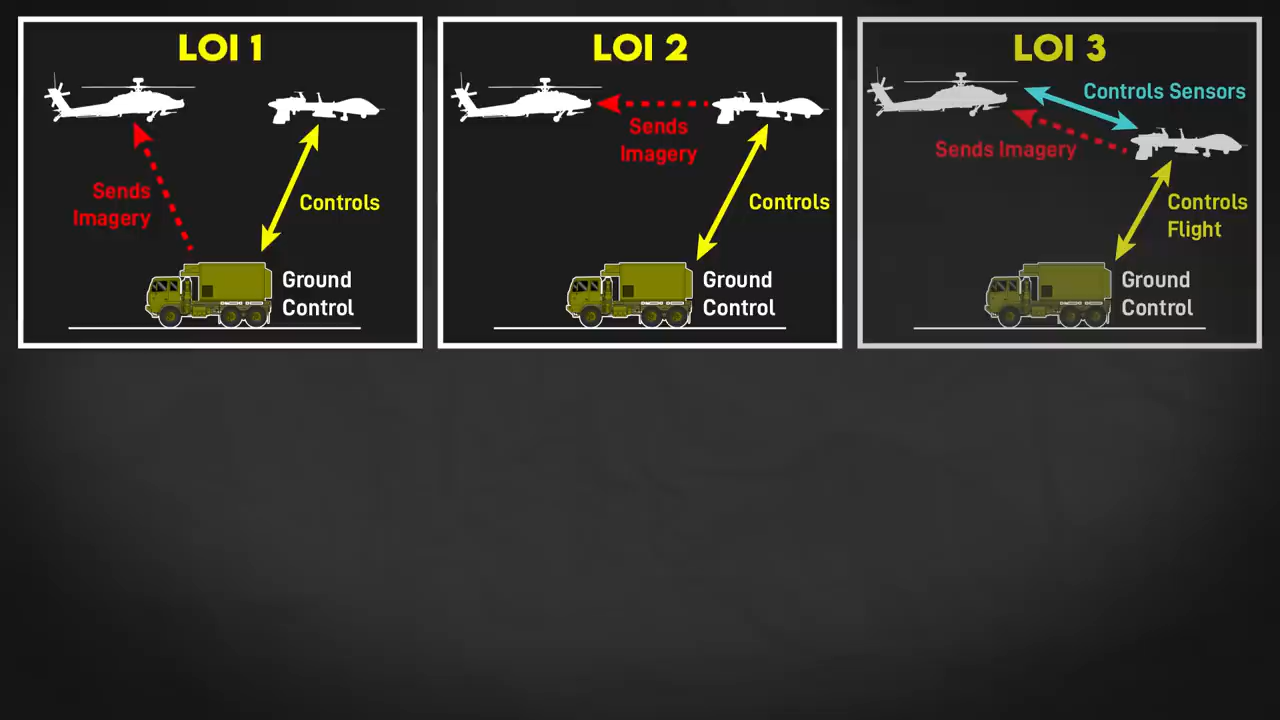 LOI 1
Sends
Imagery
Controls
Ground
Control
LOI 2
Sends
Imagery
Controls
Ground
Control
LOI 3
Controls Sensors
Sends Imagery
Controls
Flight
Ground
Control